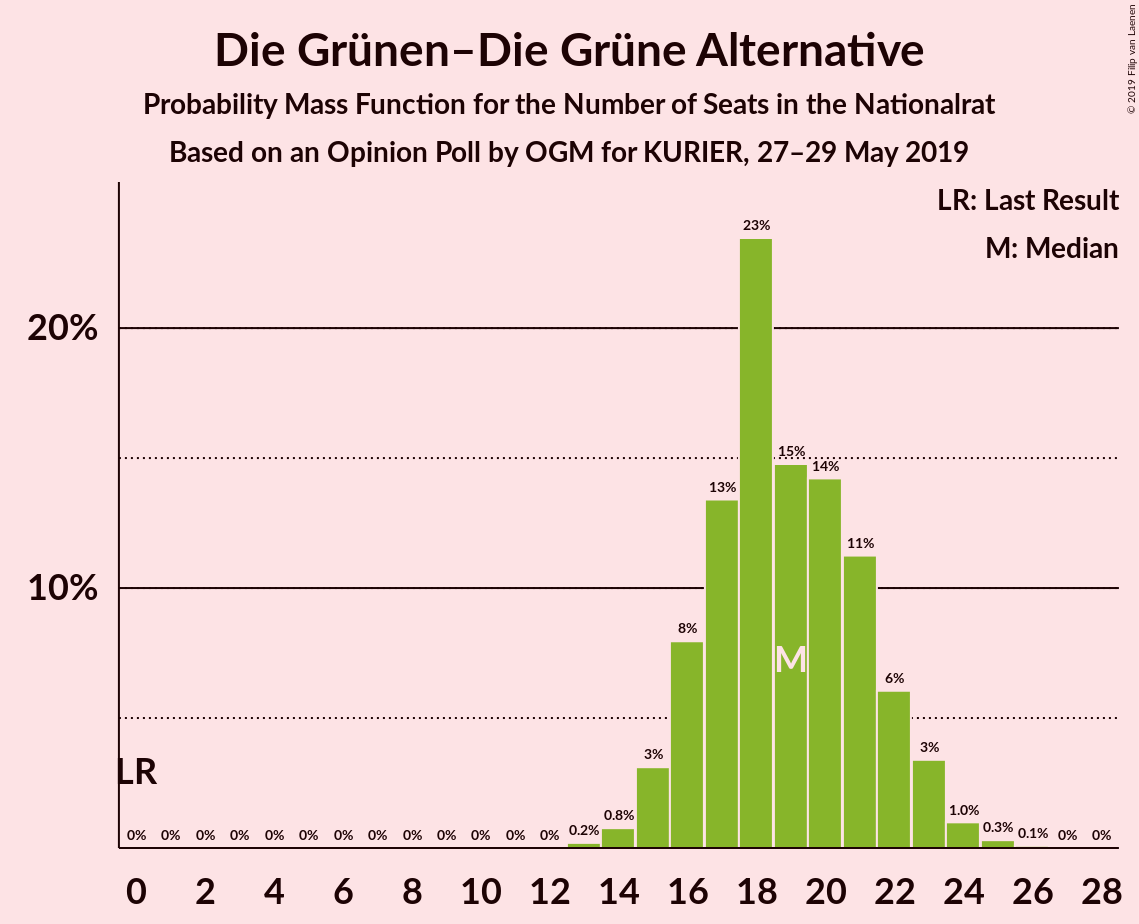 Die Grünen–Die Grüne Alternative
Probability Mass Function for the Number of Seats in the Nationalrat
Based on an Opinion Poll by OGM for KURIER, 27–29 May 2019
© 2019 Filip van Laenen
LR: Last Result
M: Median
23%
20%
15%
14%
13%
11%
10%
8%
M
6%
3%
3%
LR
1.0%
0.8%
0% 0% 0% 0% 0% 0% 0% 0% 0% 0% 0% 0% 0% 0.2% 0.3% 0.1% 0% 0%
0 2 4 6 8 10 12 14 16 18 20 22 24 26 28